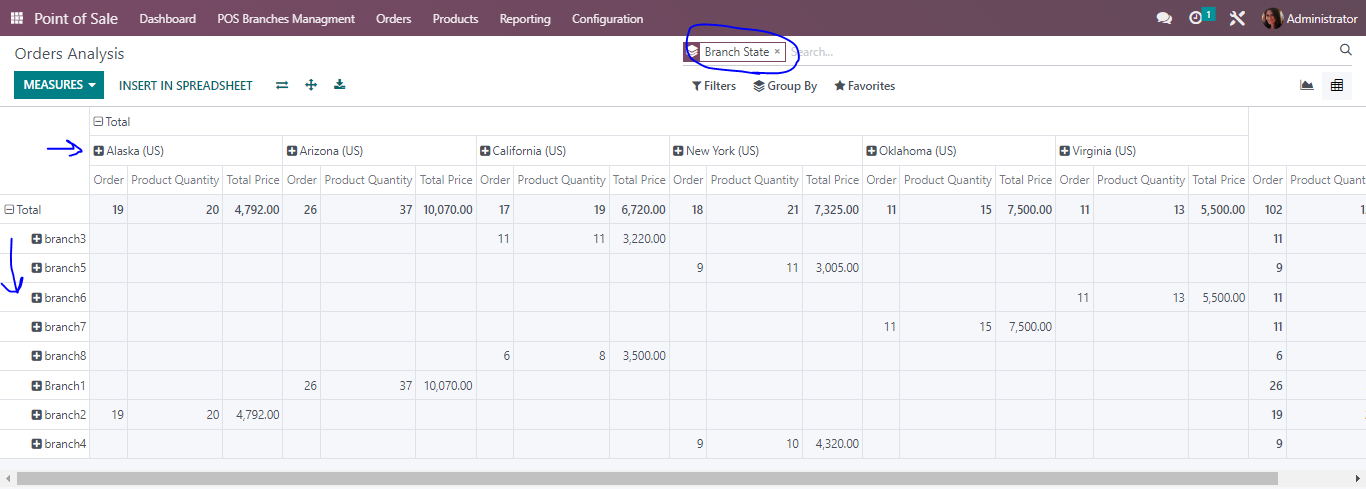 Point of Sale Dashboard POS Branches Managment Orders Products Reporting Configuration 1 Administrator
Orders Analysis Branch State × Search...
MEASURES INSERT IN SPREADSHEET Filters Group By Favorites
Total
Alaska (US) Arizona (US) California (US) New York (US) Oklahoma (US) Virginia (US)
Order Product Quantity Total Price Order Product Quantity Total Price Order Product Quantity Total Price Order Product Quantity Total Price Order Product Quantity Total Price Order Product Quantity Total Price Order Product Quant
Total 19 20 4,792.00 26 37 10,070.00 17 19 6,720.00 18 21 7,325.00 11 15 7,500.00 11 13 5,500.00 102
branch3 11 11 3,220.00 11
branch5 9 11 3,005.00 9
branch6 11 13 5,500.00 11
branch7 11 15 7,500.00 11
branch8 6 8 3,500.00 6
Branch1 26 37 10,070.00 26
branch2 19 20 4,792.00 19
branch4 9 10 4,320.00 9